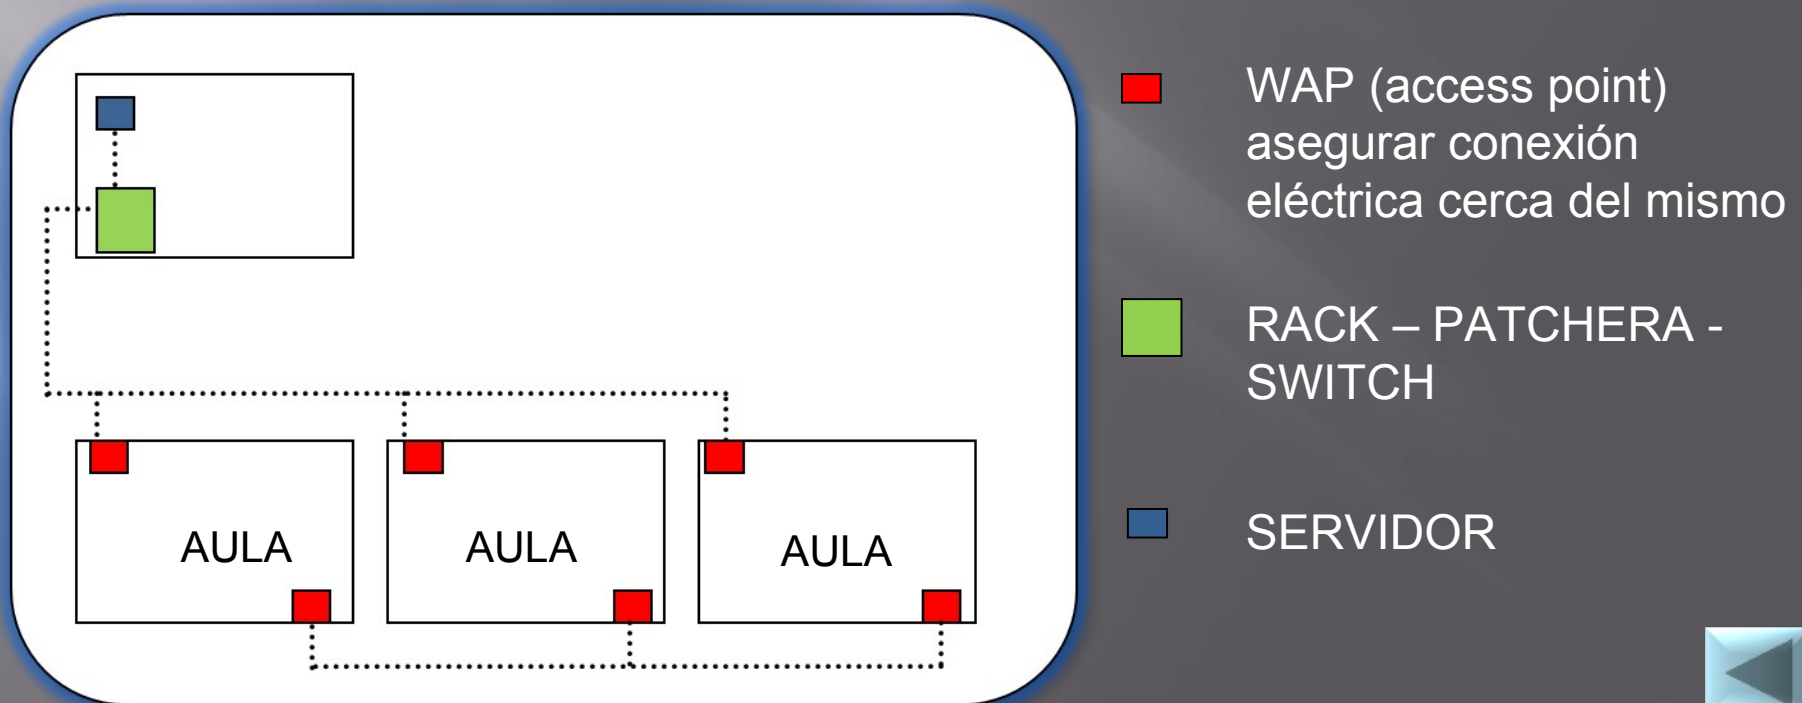 WAP (access point)
asegurar conexión
eléctrica cerca del mismo
RACK – PATCHERA -
SWITCH
SERVIDOR
AULA
AULA
AULA